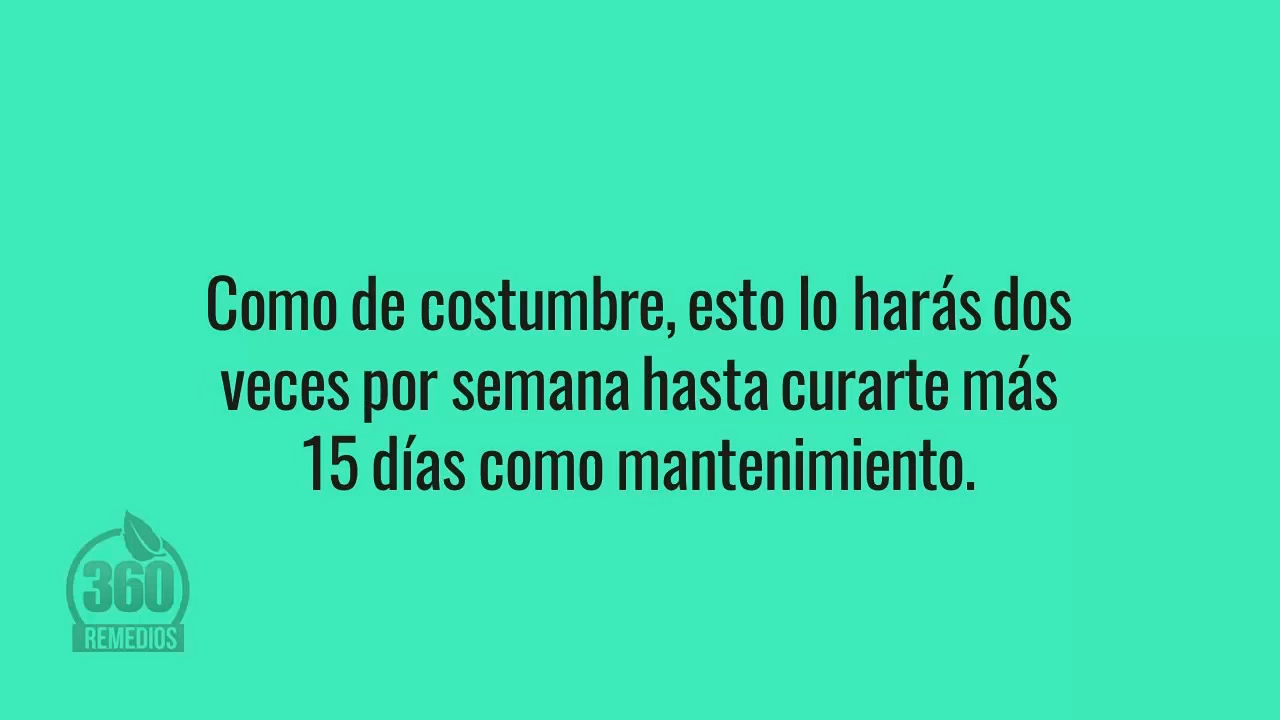 Como de costumbre, esto lo harás dos
veces por semana hasta curarte más
15 días como mantenimiento.
360
REMEDIOS